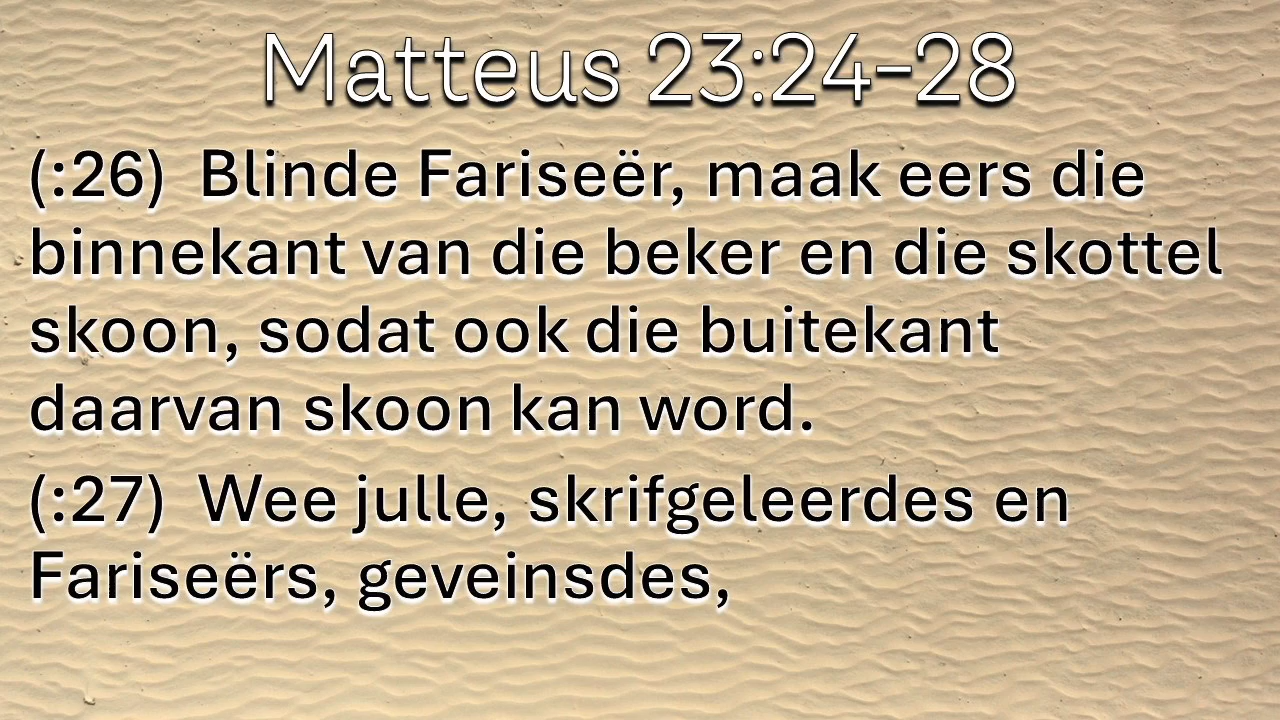 Matteus 23:24–28
(:26) Blinde Fariseër, maak eers die
binnekant van die beker en die skottel
skoon, sodat ook die buitekant
daarvan skoon kan word.
(:27) Wee julle, skrifgeleerdes en
Fariseërs, geveinsdes,